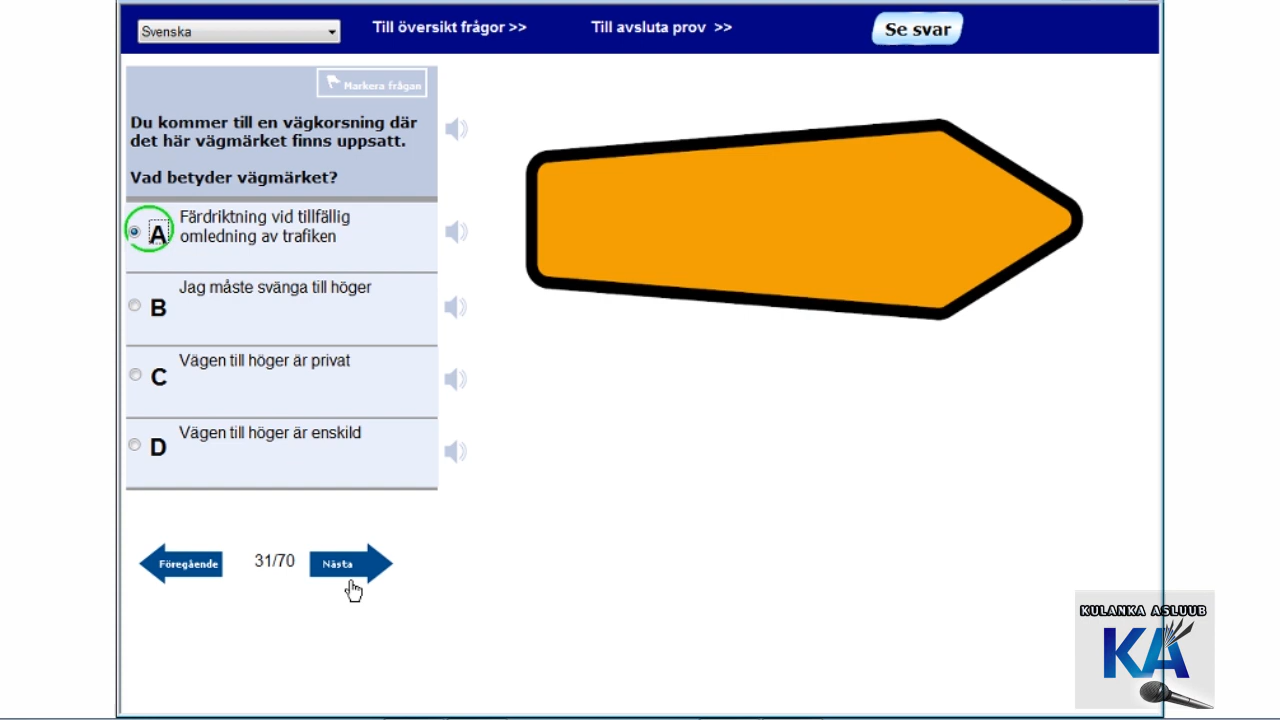 Svenska
Till översikt frågor >>
Till avsluta prov >>
Se svar
Markera frågan
Du kommer till en vägkorsning där
det här vägmärket finns uppsatt.
Vad betyder vägmärket?
A
Färdriktning vid tillfällig
omledning av trafiken
B
Jag måste svänga till höger
C
Vägen till höger är privat
D
Vägen till höger är enskild
Föregående
31/70
Nästa
KULANKA ASLUUB
KA